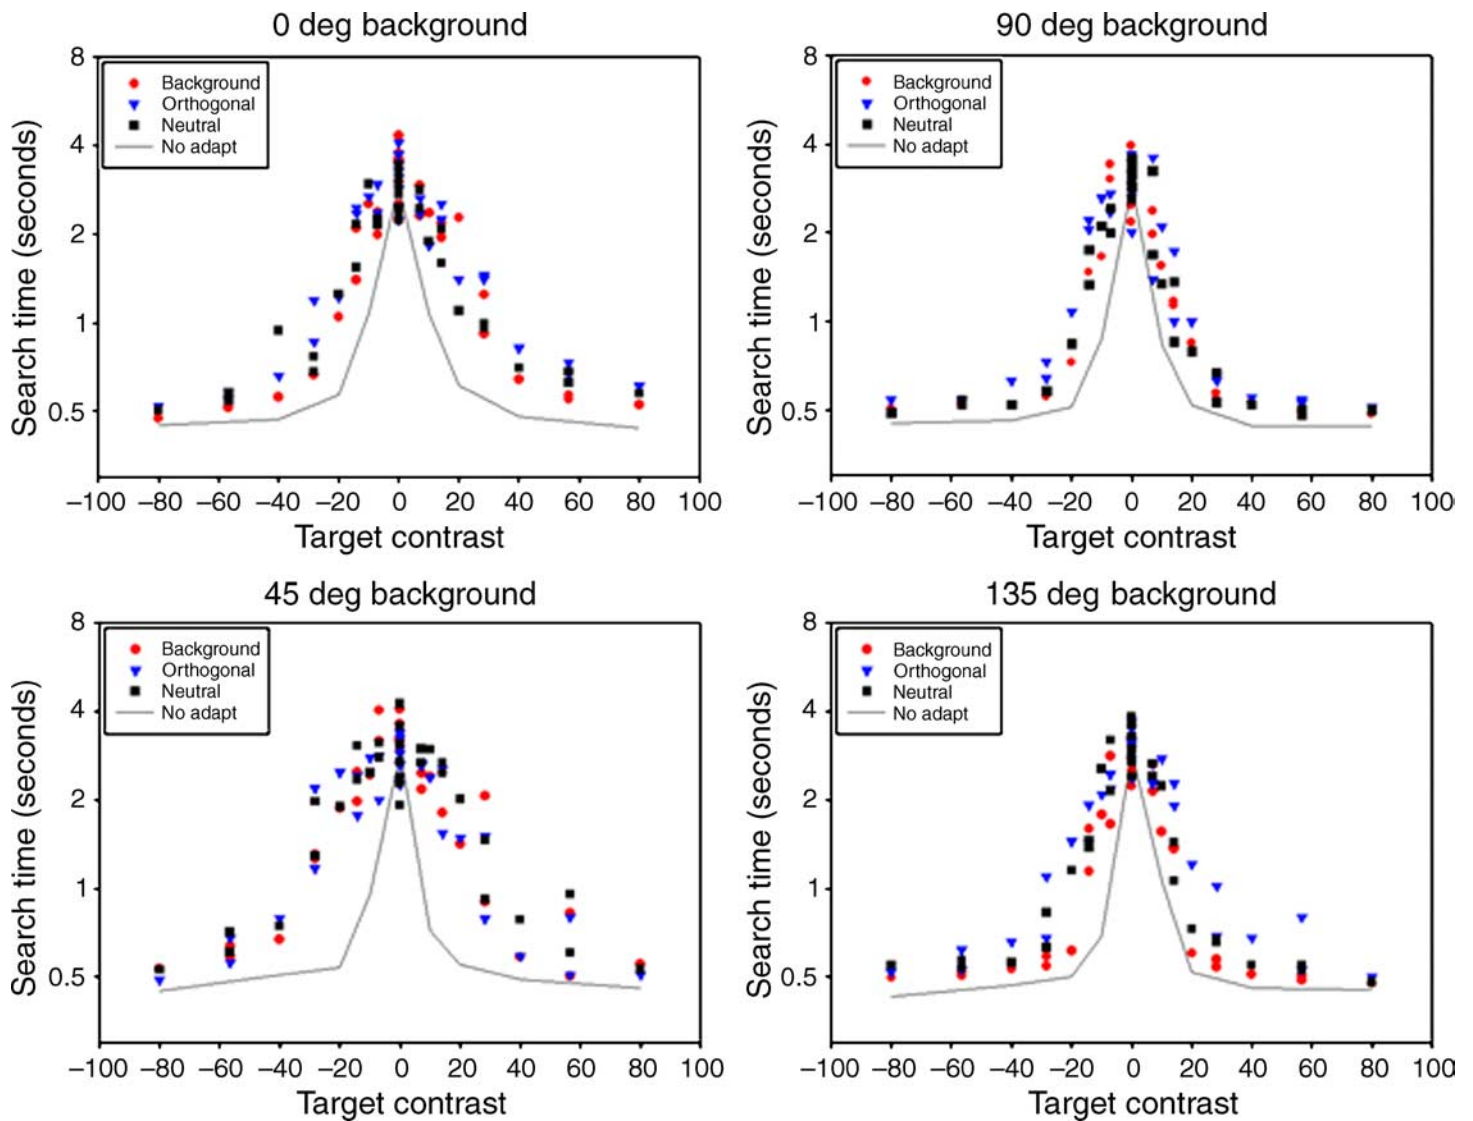 0 deg background
8
4
2
1
0.5
Search time (seconds)
Background
Orthogonal
Neutral
No adapt
−100 −80 −60 −40 −20 0 20 40 60 80 100
Target contrast
90 deg background
8
4
2
1
0.5
Search time (seconds)
Background
Orthogonal
Neutral
No adapt
−100 −80 −60 −40 −20 0 20 40 60 80 100
Target contrast
45 deg background
8
4
2
1
0.5
Search time (seconds)
Background
Orthogonal
Neutral
No adapt
−100 −80 −60 −40 −20 0 20 40 60 80 100
Target contrast
135 deg background
8
4
2
1
0.5
Search time (seconds)
Background
Orthogonal
Neutral
No adapt
−100 −80 −60 −40 −20 0 20 40 60 80 100
Target contrast